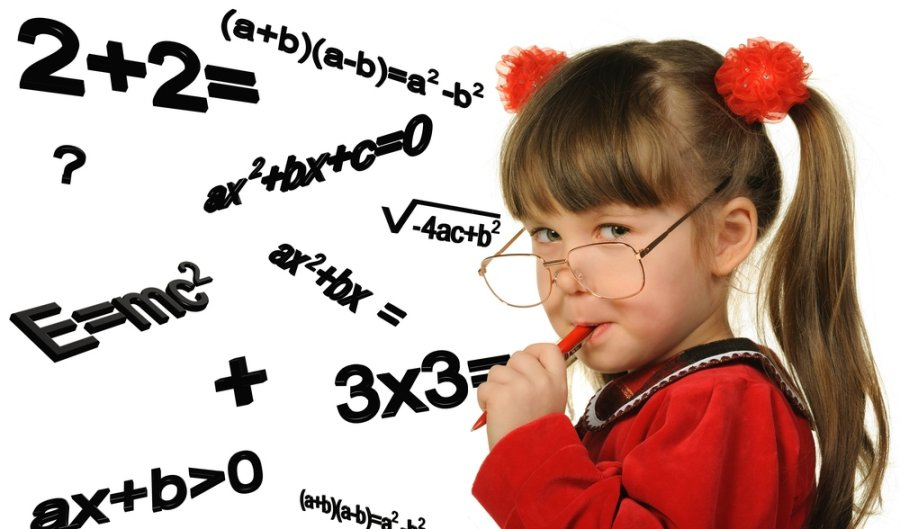 2+2=
(a+b)(a-b)=a²-b²
?
ax²+bx+c=0
√-4ac+b²
ax²+bx =
E=mc²
+
3x3=
ax+b>0
(a+b)(a-b)=a²-b²